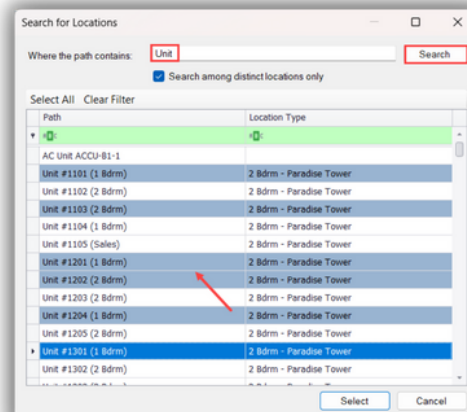 Search for Locations
Where the path contains: Unit Search
Search among distinct locations only
Select All Clear Filter
Path Location Type
AC Unit ACCU-B1-1
Unit #1101 (1 Bdrm) 2 Bdrm - Paradise Tower
Unit #1102 (2 Bdrm) 2 Bdrm - Paradise Tower
Unit #1103 (2 Bdrm) 2 Bdrm - Paradise Tower
Unit #1104 (1 Bdrm) 2 Bdrm - Paradise Tower
Unit #1105 (Sales) 2 Bdrm - Paradise Tower
Unit #1201 (1 Bdrm) 2 Bdrm - Paradise Tower
Unit #1202 (2 Bdrm) 2 Bdrm - Paradise Tower
Unit #1203 (2 Bdrm) 2 Bdrm - Paradise Tower
Unit #1204 (1 Bdrm) 2 Bdrm - Paradise Tower
Unit #1205 (2 Bdrm) 2 Bdrm - Paradise Tower
Unit #1301 (1 Bdrm) 2 Bdrm - Paradise Tower
Unit #1302 (2 Bdrm) 2 Bdrm - Paradise Tower
Select Cancel